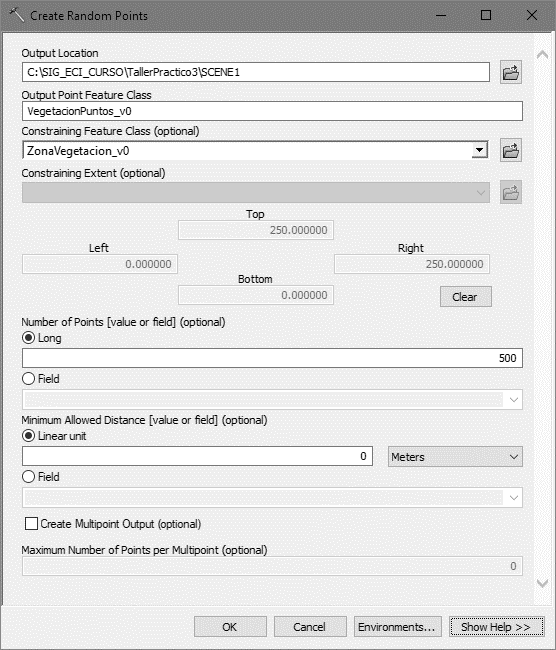 Create Random Points
Output Location
C:\SIG_ECI_CURSO\TallerPractico3\SCENE1
Output Point Feature Class
VegetacionPuntos_v0
Constraining Feature Class (optional)
ZonaVegetacion_v0
Constraining Extent (optional)
Top
250.000000
Left
Right
0.000000
250.000000
Bottom
0.000000
Clear
Number of Points [value or field] (optional)
Long
500
Field
Minimum Allowed Distance [value or field] (optional)
Linear unit
0
Meters
Field
Create Multipoint Output (optional)
Maximum Number of Points per Multipoint (optional)
0
OK
Cancel
Environments...
Show Help >>